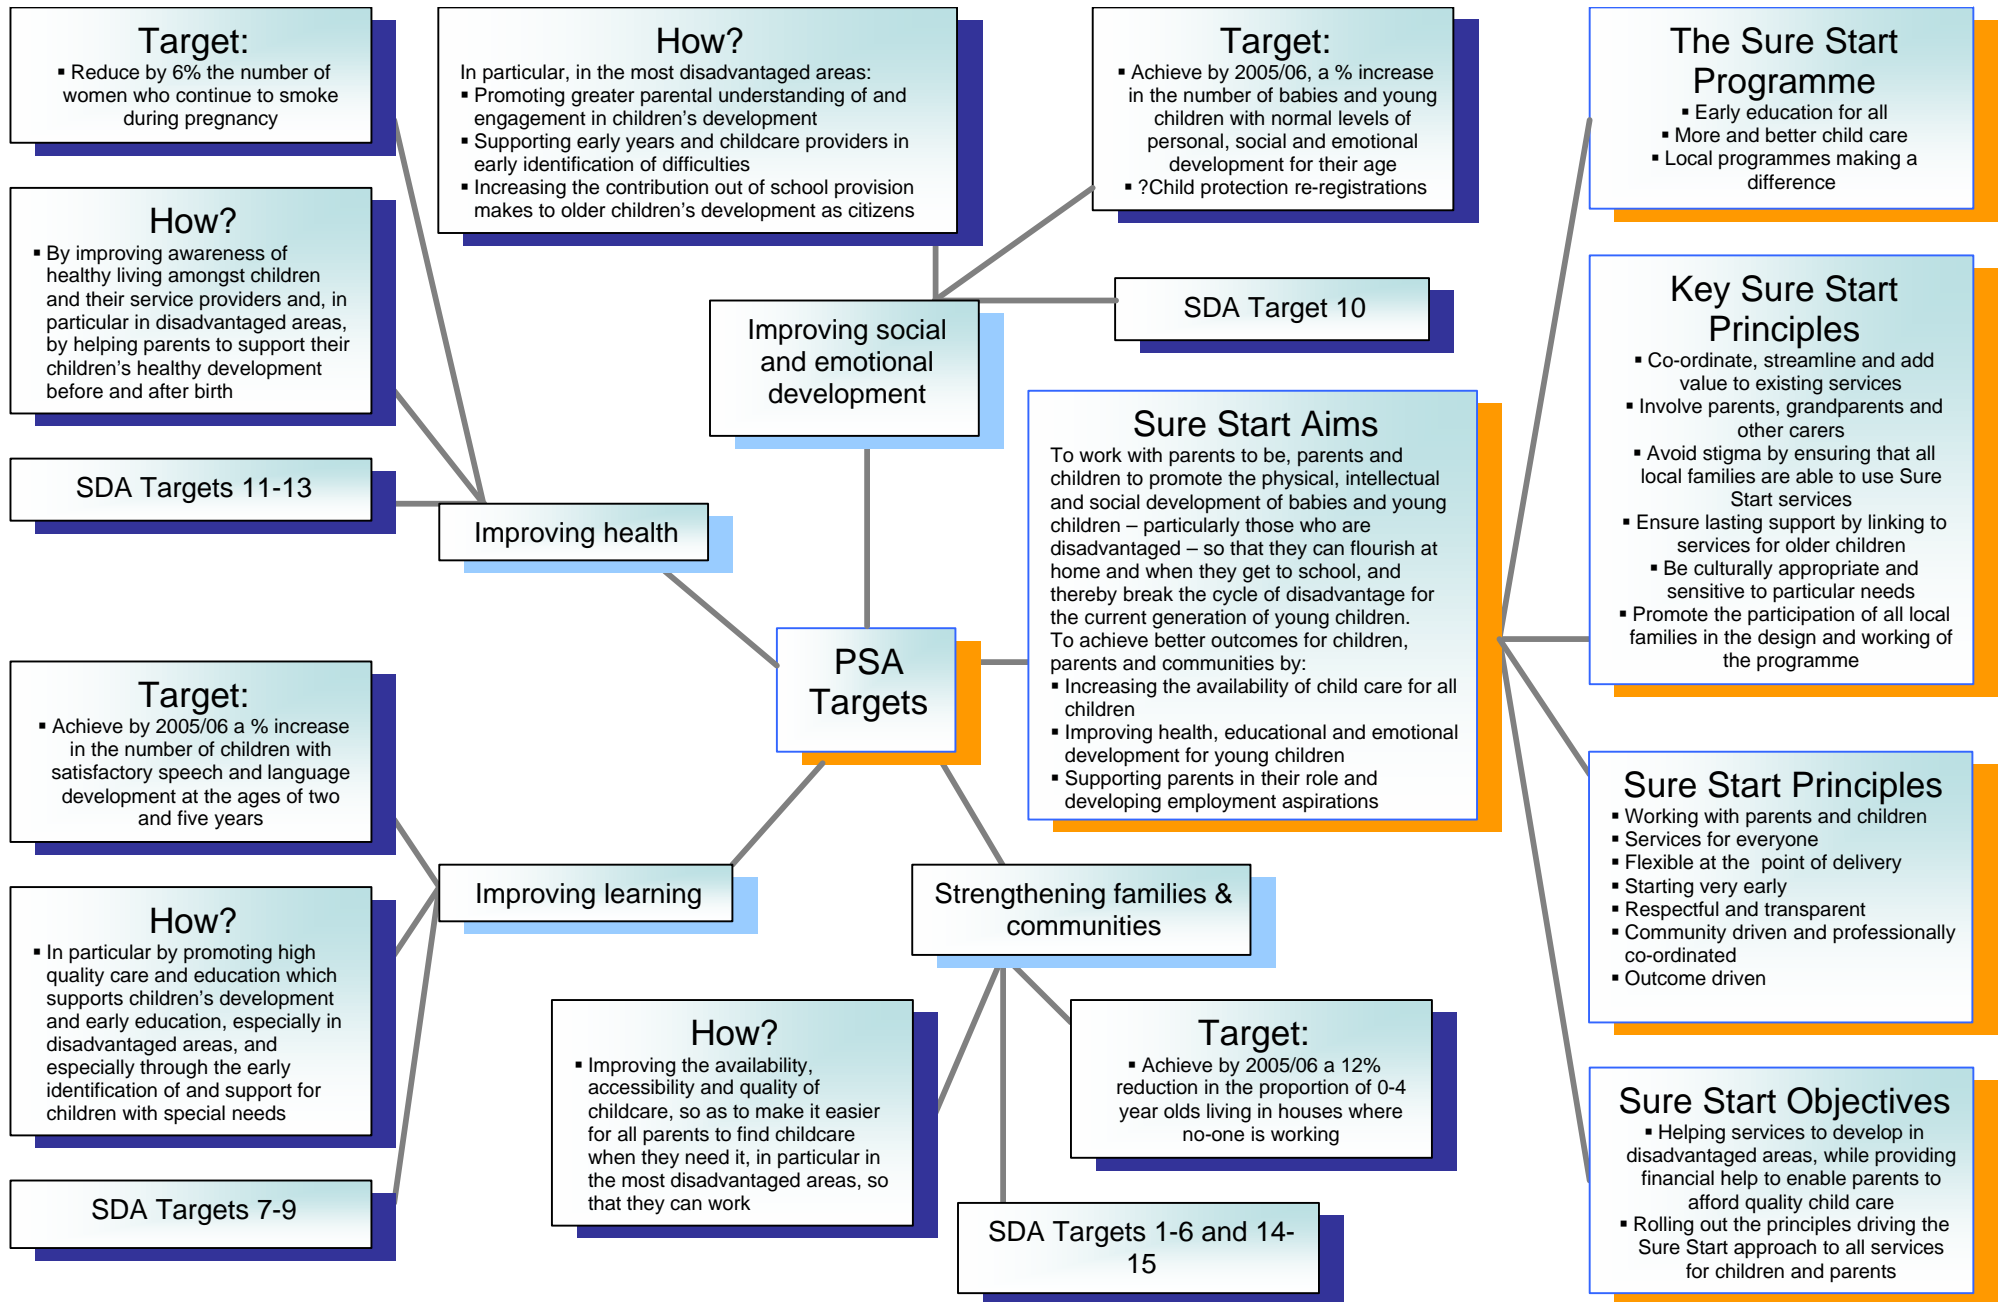 Target:
▪ Reduce by 6% the number of
women who continue to smoke
during pregnancy
How?
▪ By improving awareness of
healthy living amongst children
and their service providers and, in
particular in disadvantaged areas,
by helping parents to support their
children’s healthy development
before and after birth
SDA Targets 11-13
How?
In particular, in the most disadvantaged areas:
▪ Promoting greater parental understanding of and
engagement in children’s development
▪ Supporting early years and childcare providers in
early identification of difficulties
▪ Increasing the contribution out of school provision
makes to older children’s development as citizens
Target:
▪ Achieve by 2005/06, a % increase
in the number of babies and young
children with normal levels of
personal, social and emotional
development for their age
▪ ?Child protection re-registrations
SDA Target 10
Improving social
and emotional
development
Improving health
PSA
Targets
Sure Start Aims
To work with parents to be, parents and
children to promote the physical, intellectual
and social development of babies and young
children – particularly those who are
disadvantaged – so that they can flourish at
home and when they get to school, and
thereby break the cycle of disadvantage for
the current generation of young children.
To achieve better outcomes for children,
parents and communities by:
▪ Increasing the availability of child care for all
children
▪ Improving health, educational and emotional
development for young children
▪ Supporting parents in their role and
developing employment aspirations
Target:
▪ Achieve by 2005/06 a % increase
in the number of children with
satisfactory speech and language
development at the ages of two
and five years
How?
▪ In particular by promoting high
quality care and education which
supports children’s development
and early education, especially in
disadvantaged areas, and
especially through the early
identification of and support for
children with special needs
SDA Targets 7-9
Improving learning
Strengthening families &
communities
How?
▪ Improving the availability,
accessibility and quality of
childcare, so as to make it easier
for all parents to find childcare
when they need it, in particular in
the most disadvantaged areas, so
that they can work
Target:
▪ Achieve by 2005/06 a 12%
reduction in the proportion of 0-4
year olds living in houses where
no-one is working
SDA Targets 1-6 and 14-
15
The Sure Start
Programme
▪ Early education for all
▪ More and better child care
▪ Local programmes making a
difference
Key Sure Start
Principles
▪ Co-ordinate, streamline and add
value to existing services
▪ Involve parents, grandparents and
other carers
▪ Avoid stigma by ensuring that all
local families are able to use Sure
Start services
▪ Ensure lasting support by linking to
services for older children
▪ Be culturally appropriate and
sensitive to particular needs
▪ Promote the participation of all local
families in the design and working of
the programme
Sure Start Principles
▪ Working with parents and children
▪ Services for everyone
▪ Flexible at the  point of delivery
▪ Starting very early
▪ Respectful and transparent
▪ Community driven and professionally
co-ordinated
▪ Outcome driven
Sure Start Objectives
▪ Helping services to develop in
disadvantaged areas, while providing
financial help to enable parents to
afford quality child care
▪ Rolling out the principles driving the
Sure Start approach to all services
for children and parents